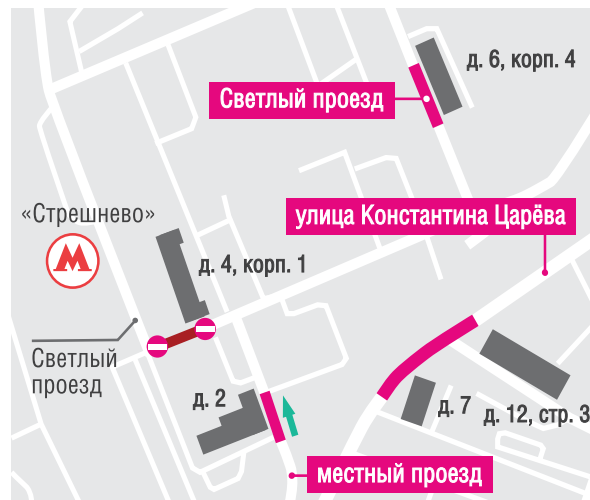 д. 6, корп. 4
Светлый проезд
«Стрешнево»
М
улица Константина Царёва
д. 4, корп. 1
Светлый
проезд
д. 2
д. 7
д. 12, стр. 3
местный проезд